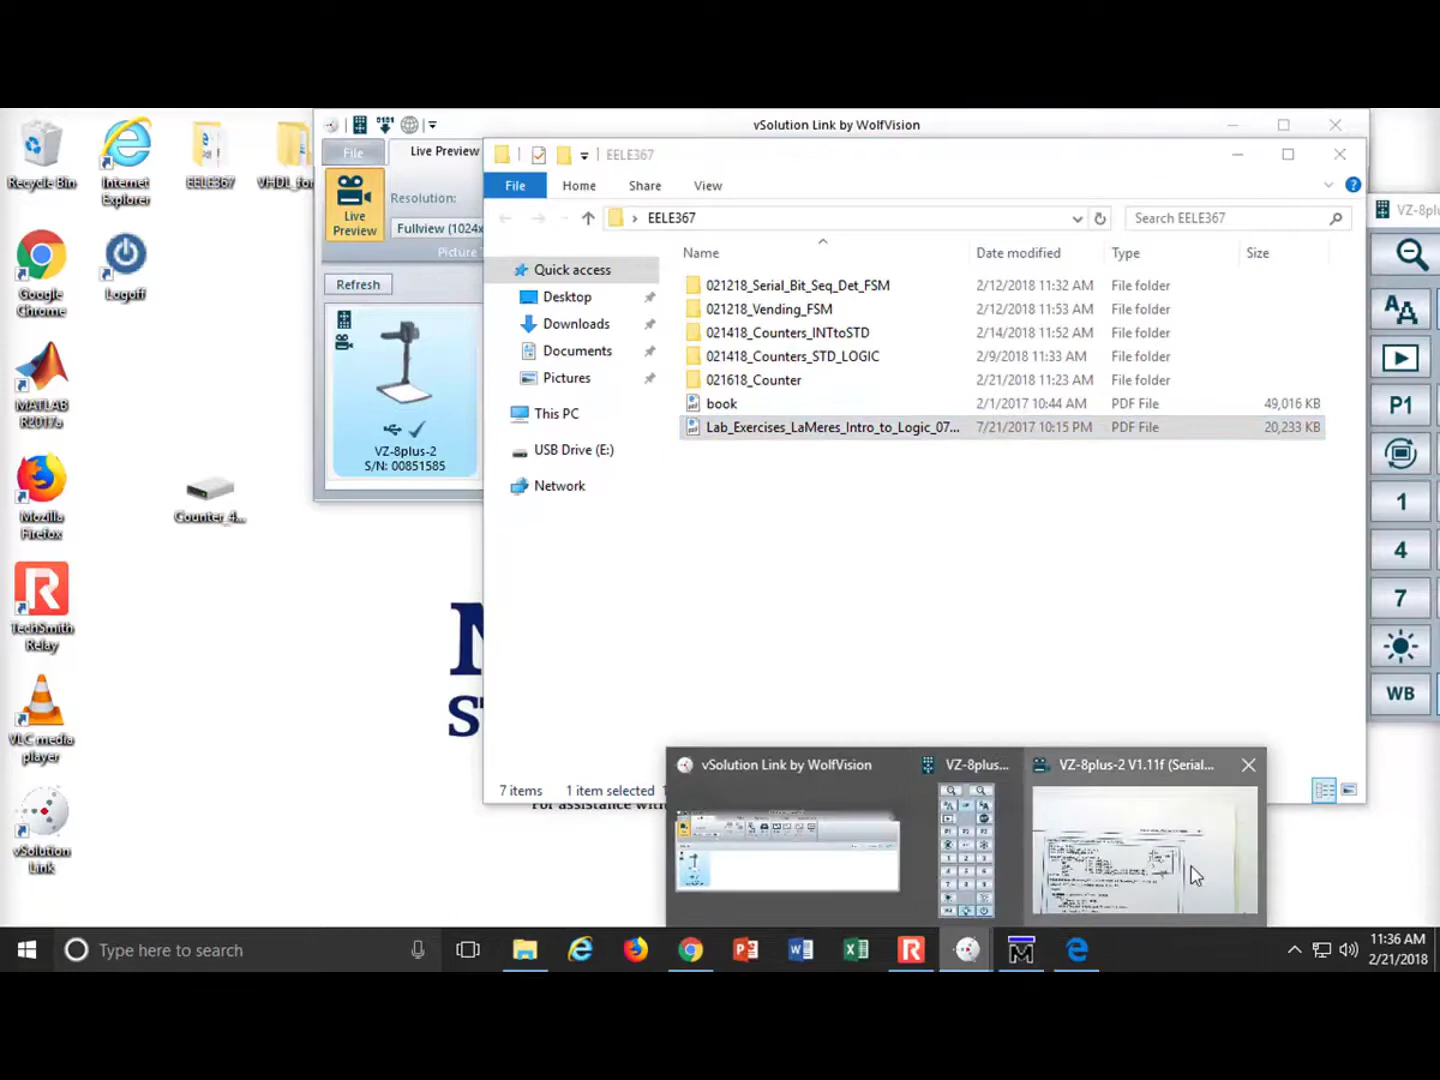 Recycle Bin
Internet Explorer
EELE367
VHDL_for
Google Chrome
Logoff
MATLAB R2017a
Mozilla Firefox
Counter_4...
TechSmith Relay
VLC media player
vSolution Link
vSolution Link by WolfVision
File
Live Preview
Live Preview
Resolution:
Fullview (1024x
Picture
Refresh
VZ-8plus-2
S/N: 00851585
EELE367
File Home Share View
EELE367
Search EELE367
Name Date modified Type Size
Quick access
Desktop
Downloads
Documents
Pictures
This PC
USB Drive (E:)
Network
021218_Serial_Bit_Seq_Det_FSM 2/12/2018 11:32 AM File folder
021218_Vending_FSM 2/12/2018 11:53 AM File folder
021418_Counters_INTtoSTD 2/14/2018 11:52 AM File folder
021418_Counters_STD_LOGIC 2/9/2018 11:33 AM File folder
021618_Counter 2/21/2018 11:23 AM File folder
book 2/1/2017 10:44 AM PDF File 49,016 KB
Lab_Exercises_LaMeres_Intro_to_Logic_07... 7/21/2017 10:15 PM PDF File 20,233 KB
7 items 1 item selected
For assistance with
VZ-8plu
P1
1
4
7
WB
vSolution Link by WolfVision
VZ-8plus...
VZ-8plus-2 V1.11f (Serial...
Type here to search
11:36 AM
2/21/2018